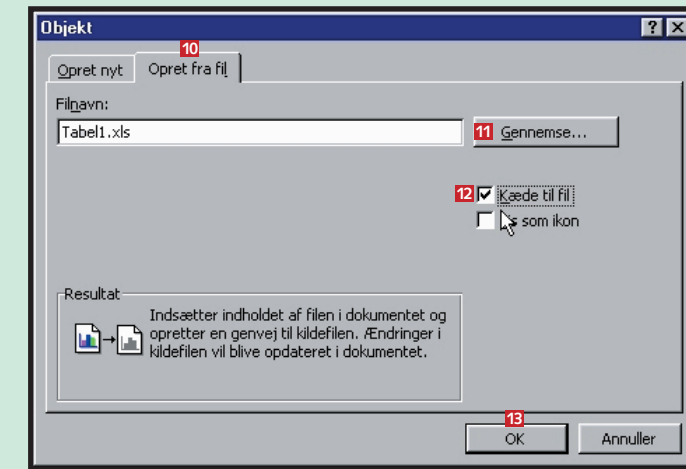 Objekt
10
Opret nyt Opret fra fil
Filnavn:
Tabel1.xls
11 Gennemse...
12 Kæde til fil
som ikon
Resultat
Indsætter indholdet af filen i dokumentet og
opretter en genvej til kildefilen. Ændringer i
kildefilen vil blive opdateret i dokumentet.
13
OK Annuller